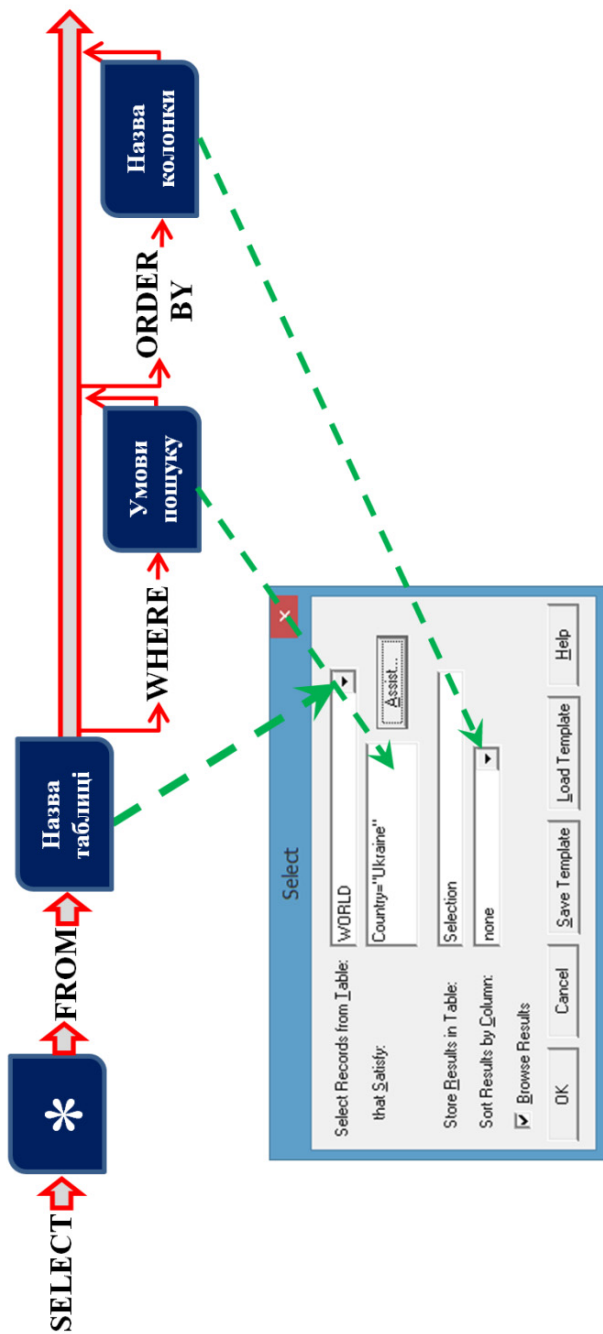 SELECT
*
FROM
Назва
таблиці
WHERE
Умови
пошуку
ORDER
BY
Назва
колонки
Select
x
Select Records from Table: WORLD
that Satisfy: Country="Ukraine"
Assist...
Store Results in Table: Selection
Sort Results by Column: none
Browse Results
OK Cancel Save Template Load Template Help